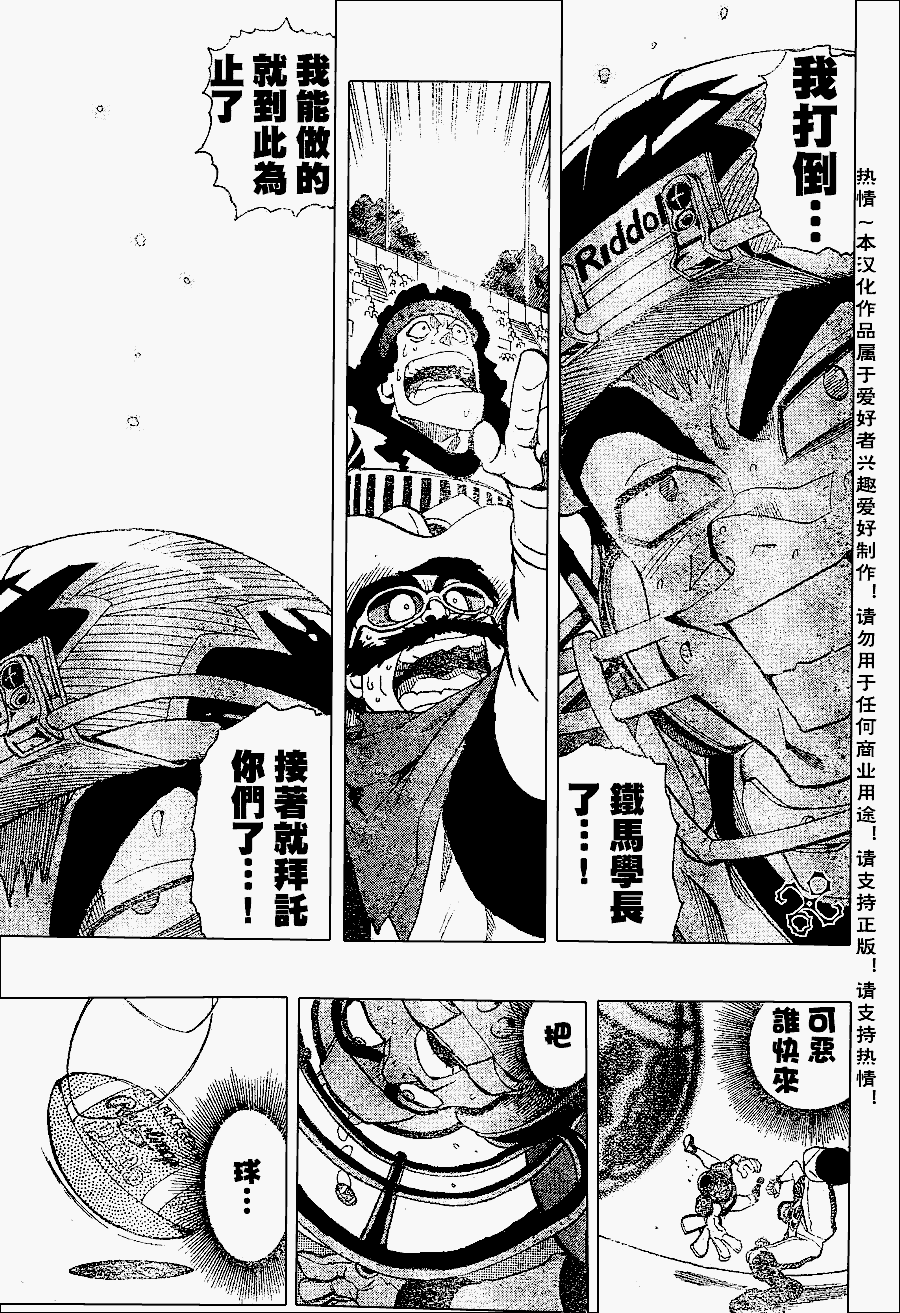 我打倒…
Riddol
鐵馬學長
了…！
我能做的
就到此為
止了
接著就拜託
你們了…！
可惡
誰快來
把
球…
热情～本汉化作品属于爱好者兴趣爱好制作！请勿用于任何商业用途！请支持正版！请支持热情！